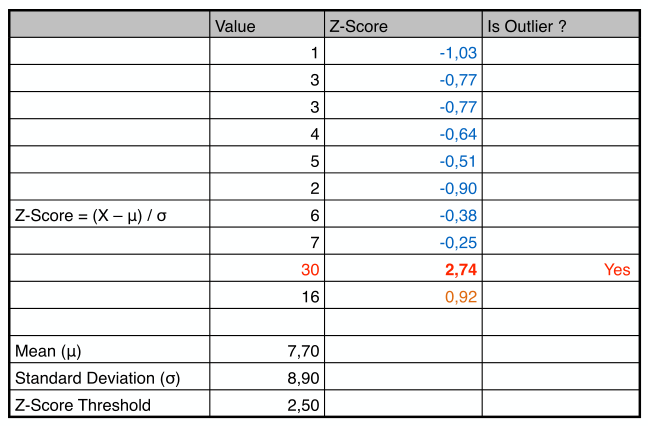 Value Z-Score Is Outlier ?
1 -1,03
3 -0,77
3 -0,77
4 -0,64
5 -0,51
2 -0,90
Z-Score = (X – μ) / σ 6 -0,38
7 -0,25
30 2,74 Yes
16 0,92
Mean (μ) 7,70
Standard Deviation (σ) 8,90
Z-Score Threshold 2,50